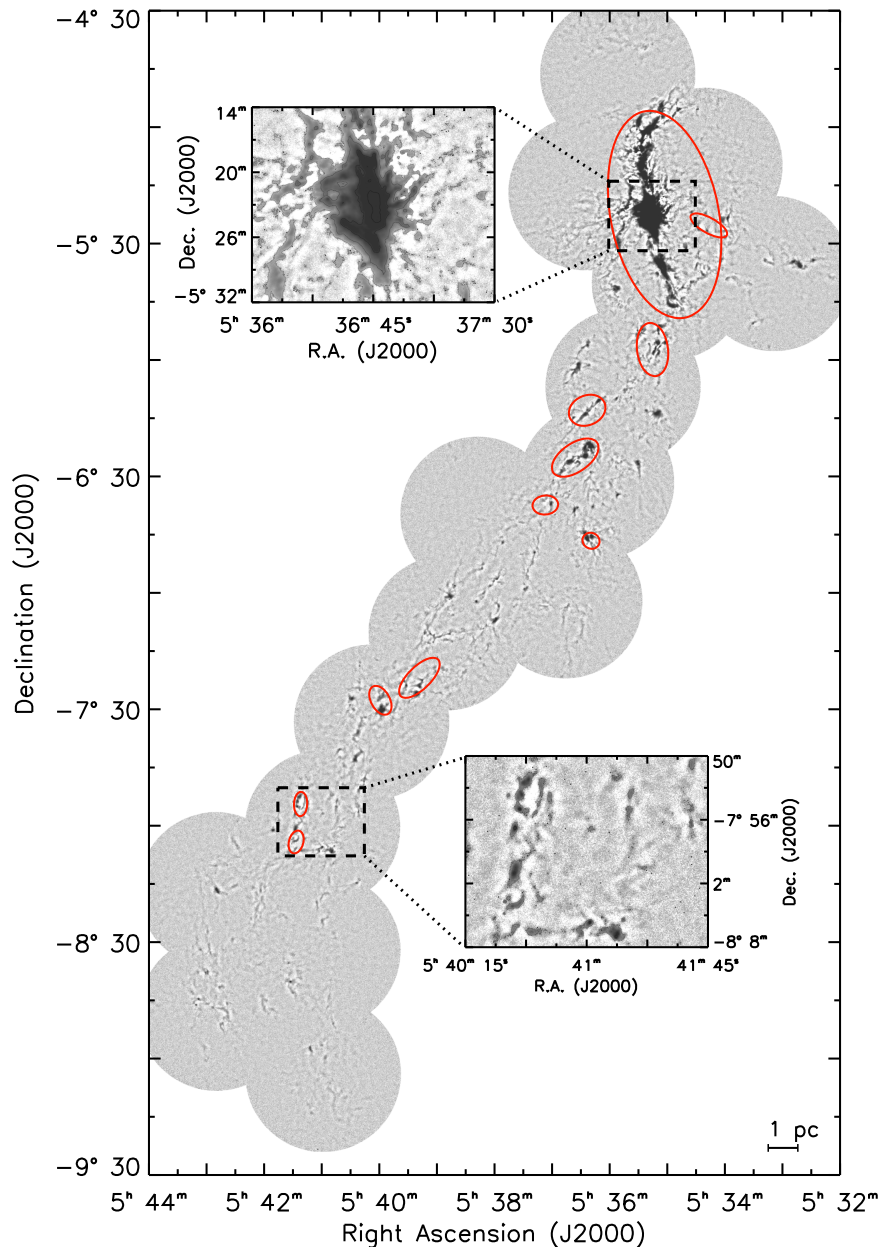 -4° 30
-5° 30
-6° 30
-7° 30
-8° 30
-9° 30
Declination (J2000)
14ᵐ
20ᵐ
26ᵐ
-5° 32ᵐ
Dec. (J2000)
5ʰ 36ᵐ 36ᵐ 45ˢ 37ᵐ 30ˢ
R.A. (J2000)
50ᵐ
-7° 56ᵐ
2ᵐ
-8° 8ᵐ
Dec. (J2000)
5ʰ 40ᵐ 15ˢ 41ᵐ 41ᵐ 45ˢ
R.A. (J2000)
1 pc
5ʰ 44ᵐ 5ʰ 42ᵐ 5ʰ 40ᵐ 5ʰ 38ᵐ 5ʰ 36ᵐ 5ʰ 34ᵐ 5ʰ 32ᵐ
Right Ascension (J2000)